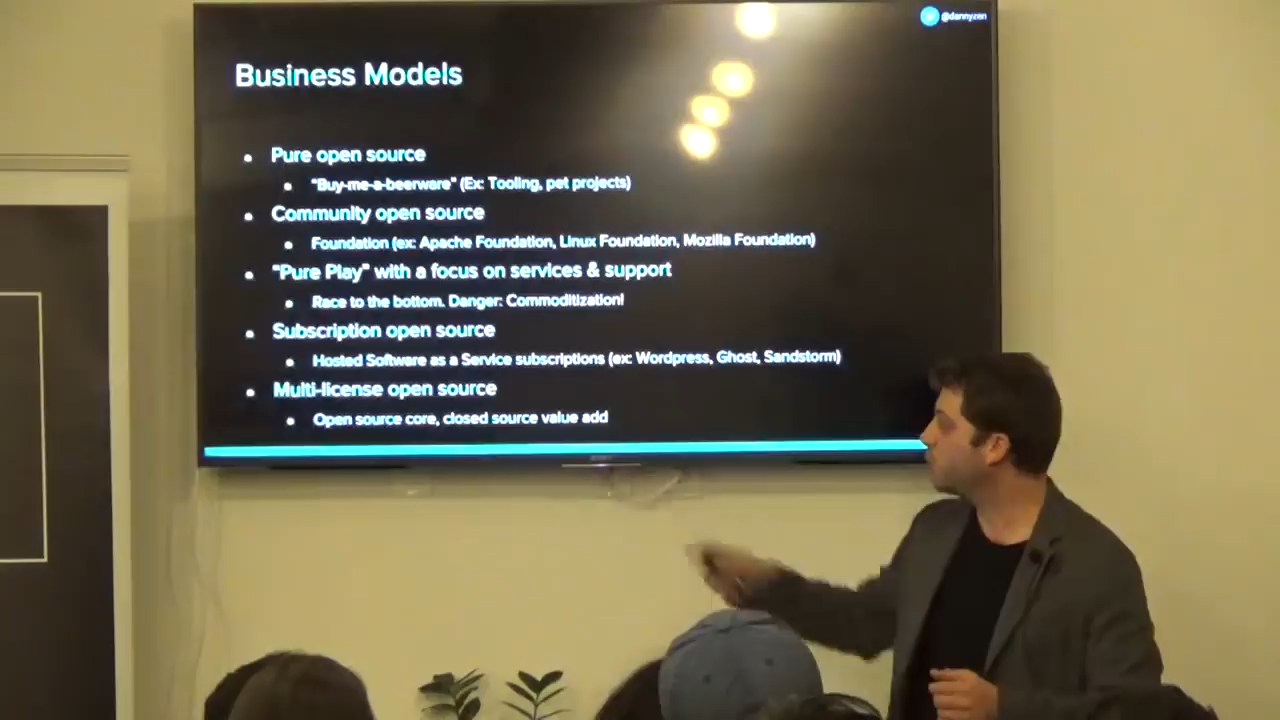 @dannyzen
Business Models
• Pure open source
• "Buy-me-a-beerware" (Ex: Tooling, pet projects)
• Community open source
• Foundation (ex: Apache Foundation, Linux Foundation, Mozilla Foundation)
• "Pure Play" with a focus on services & support
• Race to the bottom. Danger: Commoditization!
• Subscription open source
• Hosted Software as a Service subscriptions (ex: Wordpress, Ghost, Sandstorm)
• Multi-license open source
• Open source core, closed source value add